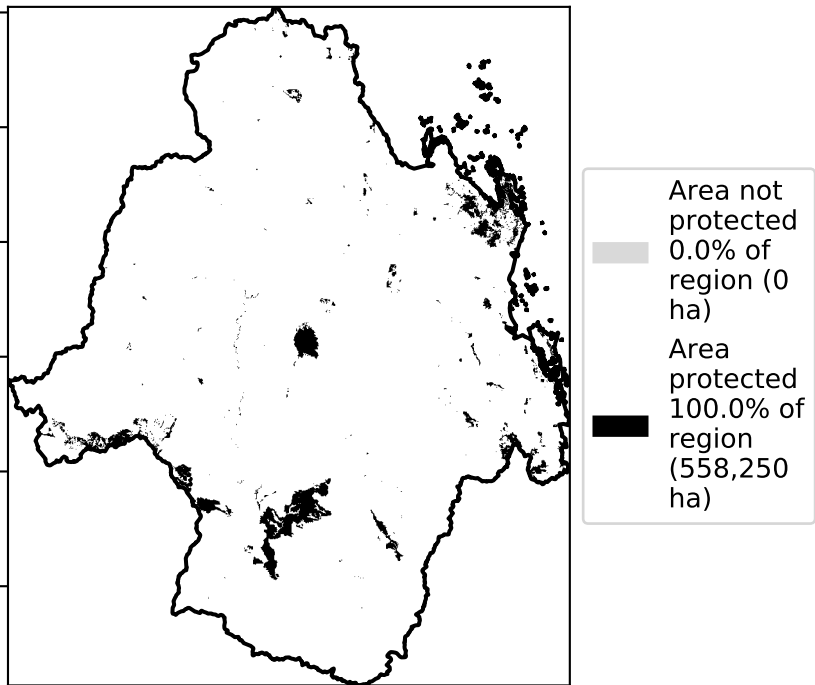 Area not
protected
0.0% of
region (0
ha)
Area
protected
100.0% of
region
(558,250
ha)